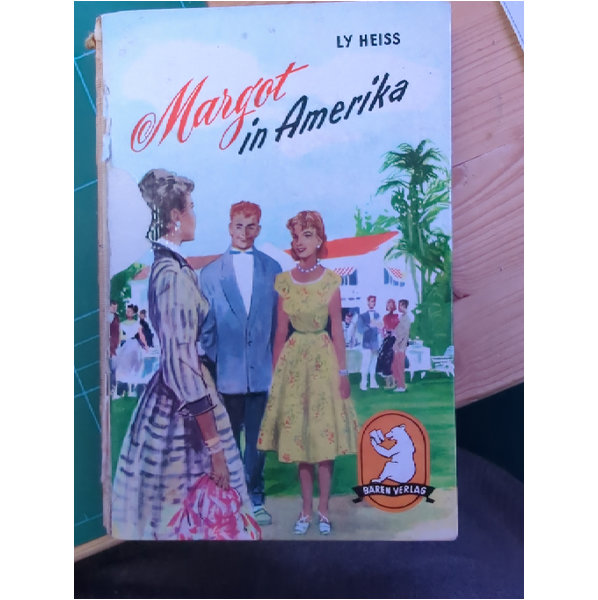 LY HEISS
Margot
in Amerika
BÄREN VERLAG